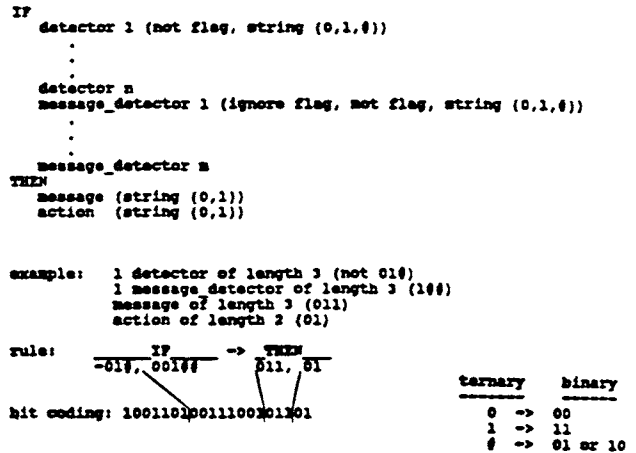 IF
detector 1 (not flag, string (0,1,#))
.
.
.
detector n
message_detector 1 (ignore flag, not flag, string (0,1,#))
.
.
.
message_detector m
THEN
message (string (0,1))
action (string (0,1))
example: 1 detector of length 3 (not 01#)
1 message_detector of length 3 (1##)
message of length 3 (011)
action of length 2 (01)
rule: IF -> THEN
-01#, 001## 011, 01
bit coding: 10011010011100101101
ternary binary
0 -> 00
1 -> 11
# -> 01 or 10